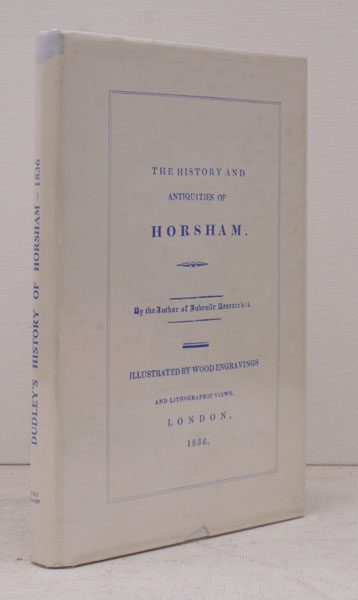 THE HISTORY AND
ANTIQUITIES OF
HORSHAM.
By the Author of Juvenile Researches.
ILLUSTRATED BY WOOD ENGRAVINGS
AND LITHOGRAPHIC VIEWS.
LONDON.
1836.
DUDLEY'S HISTORY OF HORSHAM – 1836